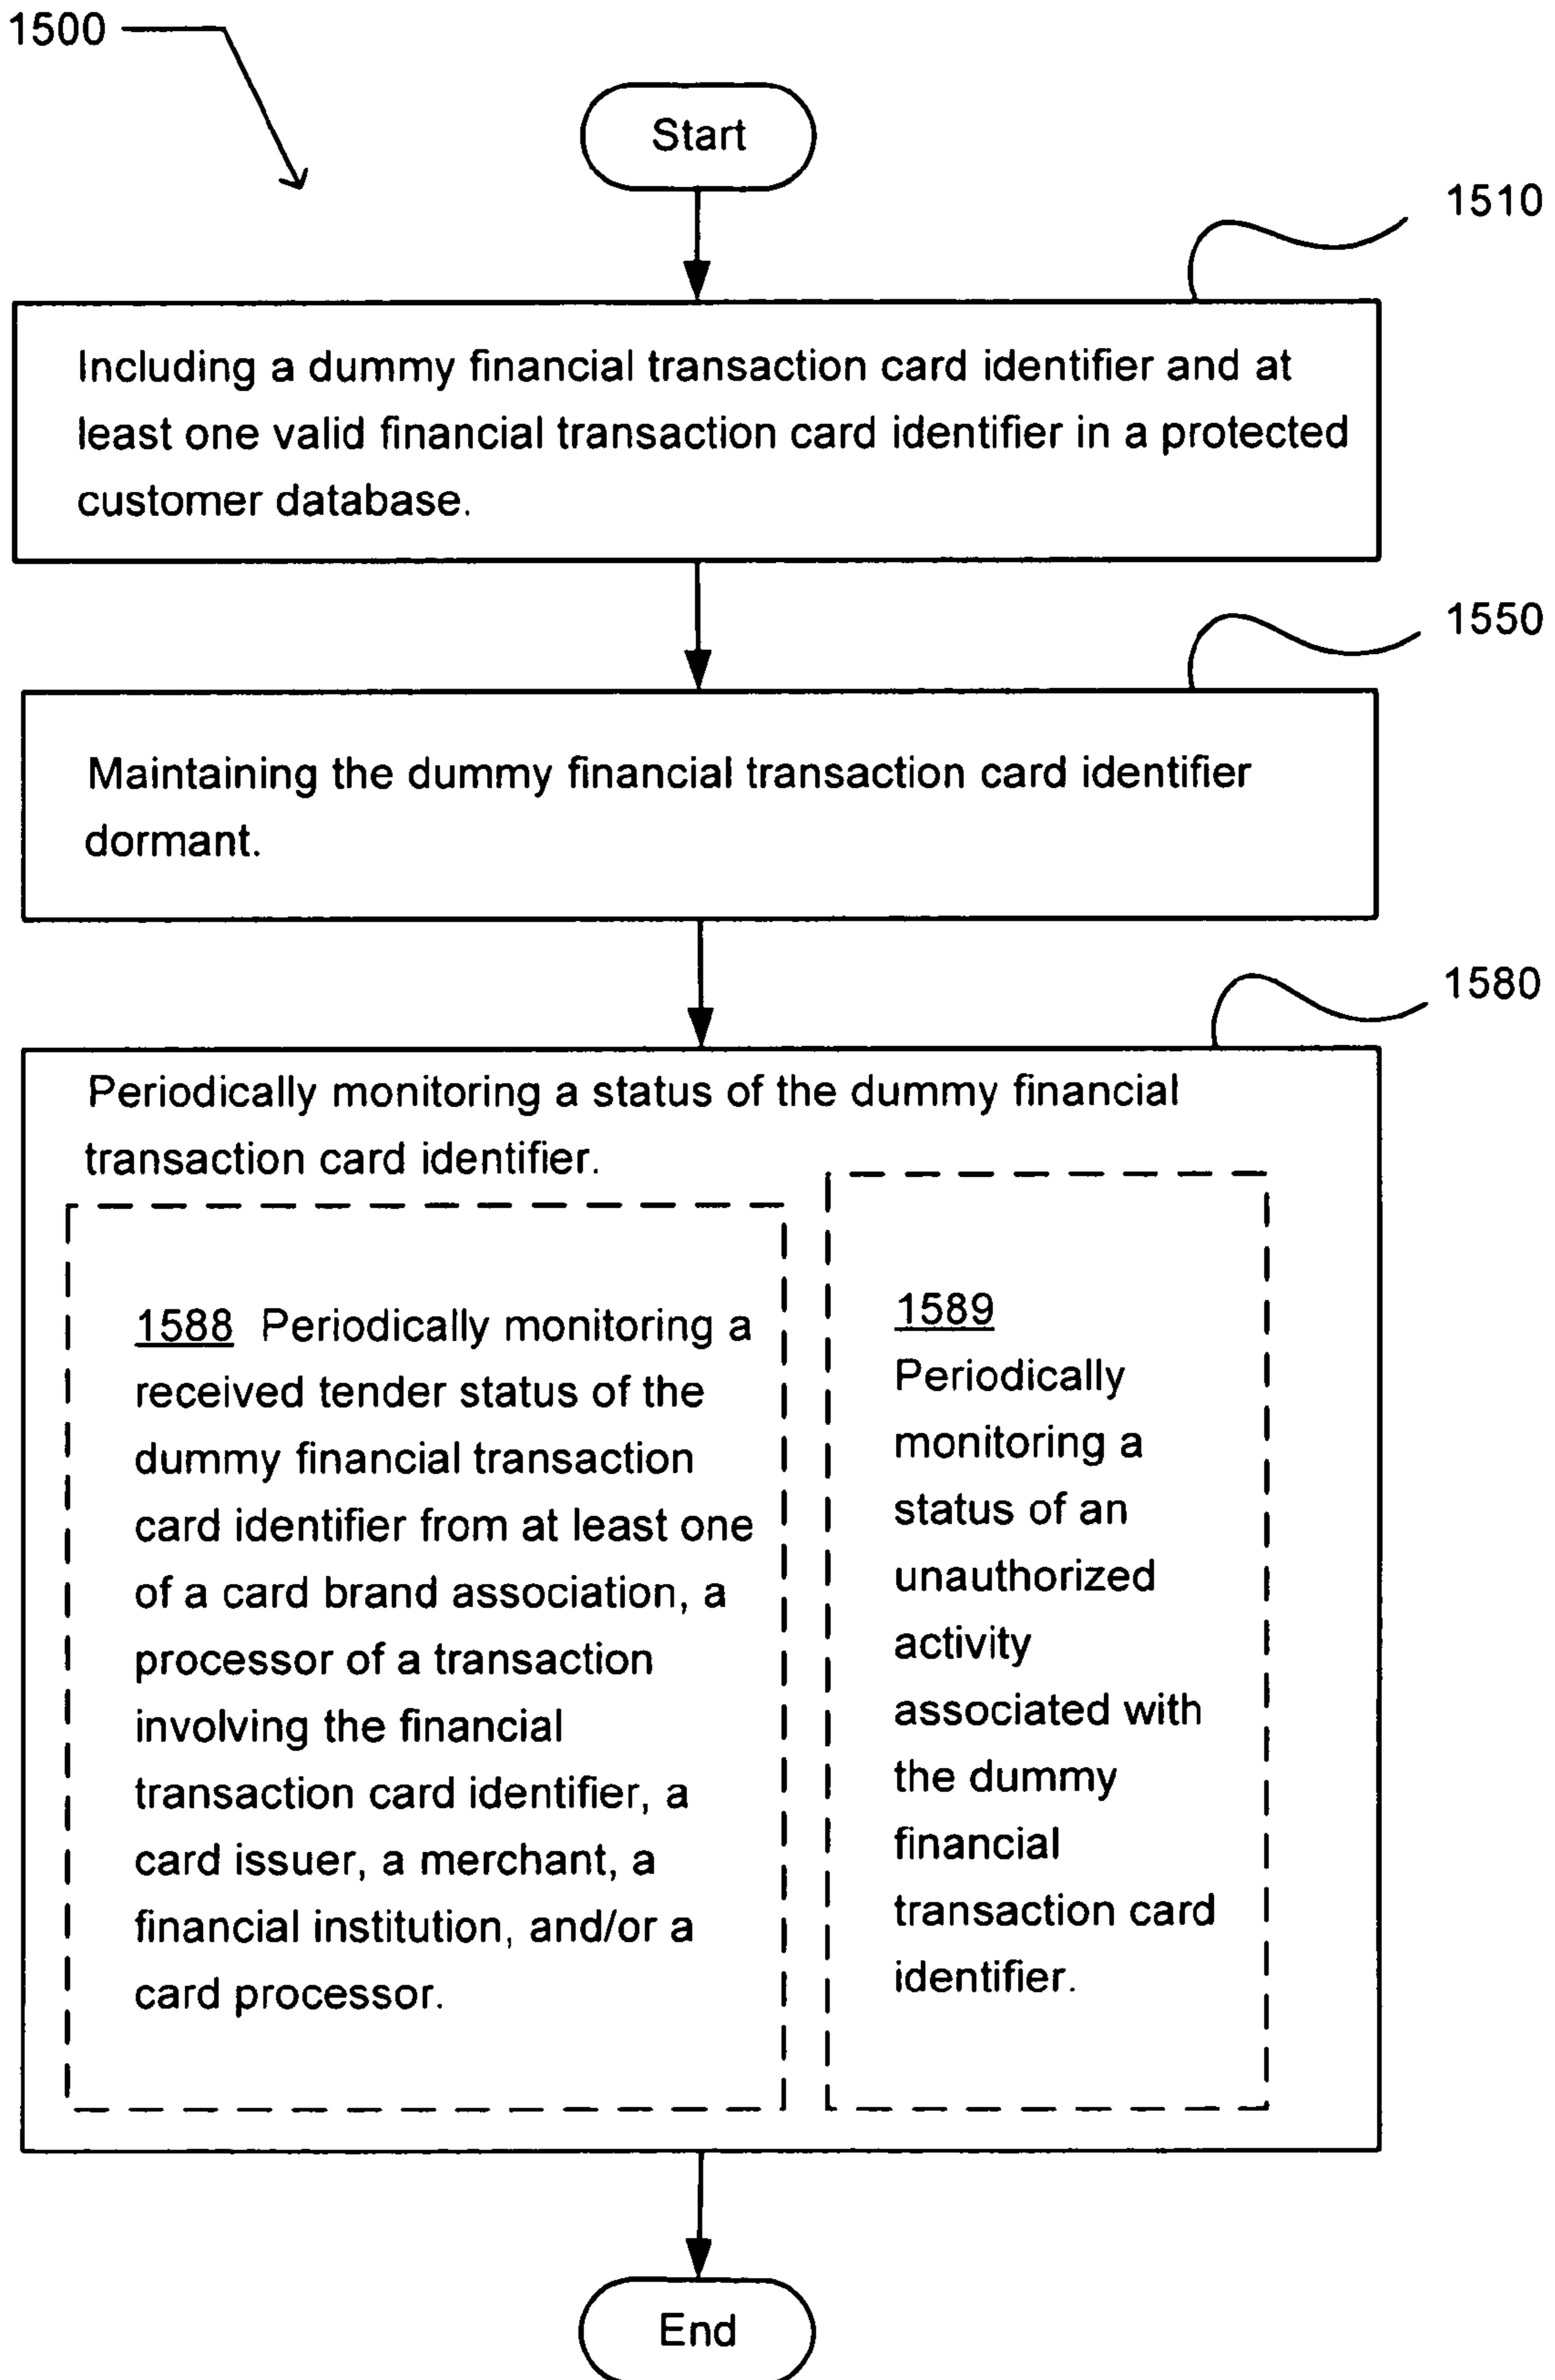 1500
Start
1510
Including a dummy financial transaction card identifier and at
least one valid financial transaction card identifier in a protected
customer database.
1550
Maintaining the dummy financial transaction card identifier
dormant.
1580
Periodically monitoring a status of the dummy financial
transaction card identifier.
1588 Periodically monitoring a
received tender status of the
dummy financial transaction
card identifier from at least one
of a card brand association, a
processor of a transaction
involving the financial
transaction card identifier, a
card issuer, a merchant, a
financial institution, and/or a
card processor.
1589
Periodically
monitoring a
status of an
unauthorized
activity
associated with
the dummy
financial
transaction card
identifier.
End